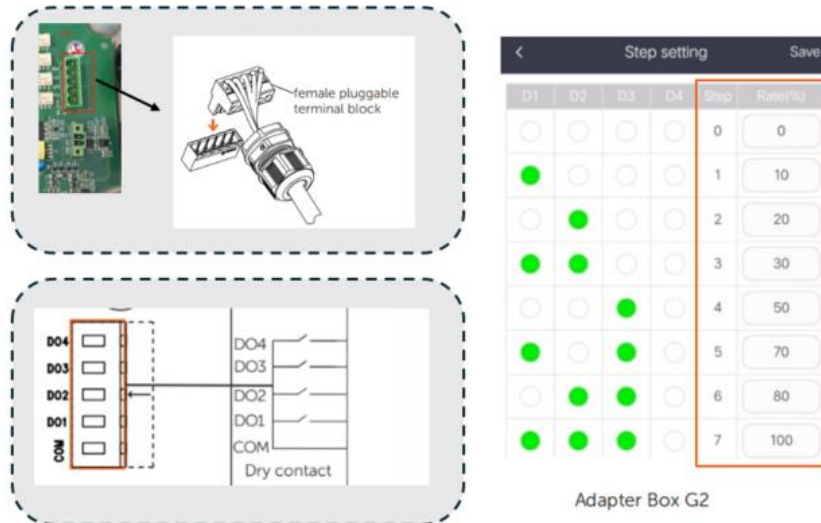 female pluggable
terminal block
DO4
DO3
DO2
DO1
COM
DO4
DO3
DO2
DO1
COM
Dry contact
Step setting Save
D1 D2 D3 D4 Step Rate(%)
0 0
1 10
2 20
3 30
4 50
5 70
6 80
7 100
Adapter Box G2